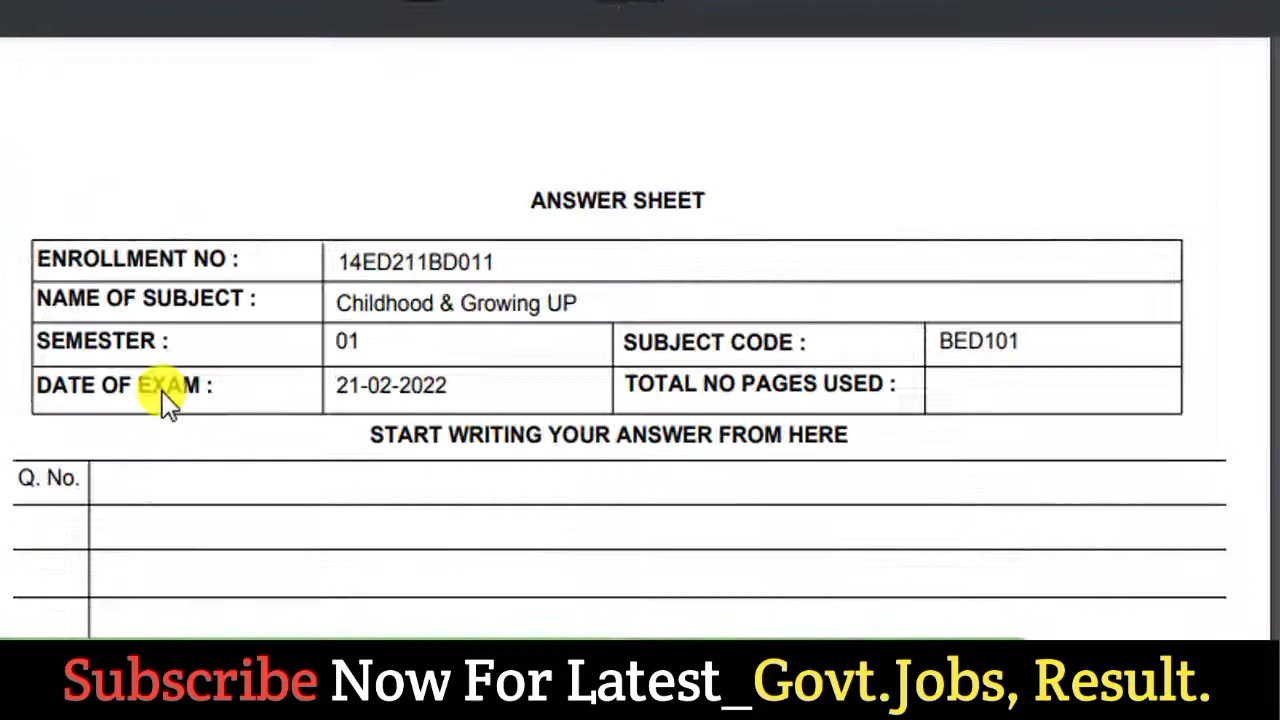 ANSWER SHEET
ENROLLMENT NO : 14ED211BD011
NAME OF SUBJECT : Childhood & Growing UP
SEMESTER : 01 SUBJECT CODE : BED101
DATE OF EXAM : 21-02-2022 TOTAL NO PAGES USED :
START WRITING YOUR ANSWER FROM HERE
Q. No.
Subscribe Now For Latest_Govt.Jobs, Result.